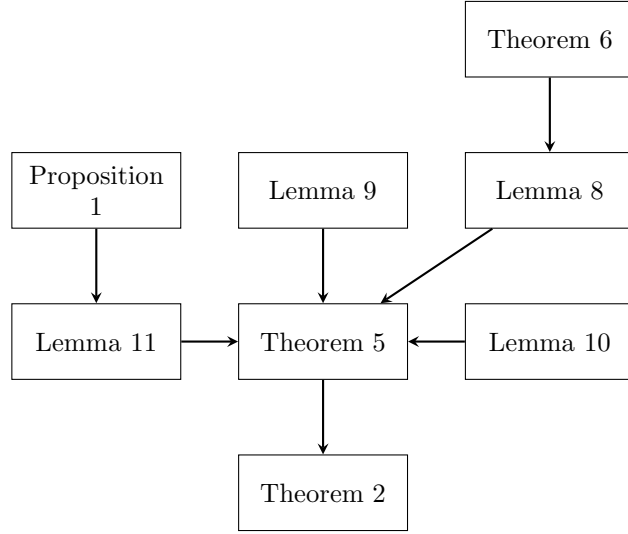 Theorem 6
Proposition
1
Lemma 9
Lemma 8
Lemma 11
Theorem 5
Lemma 10
Theorem 2